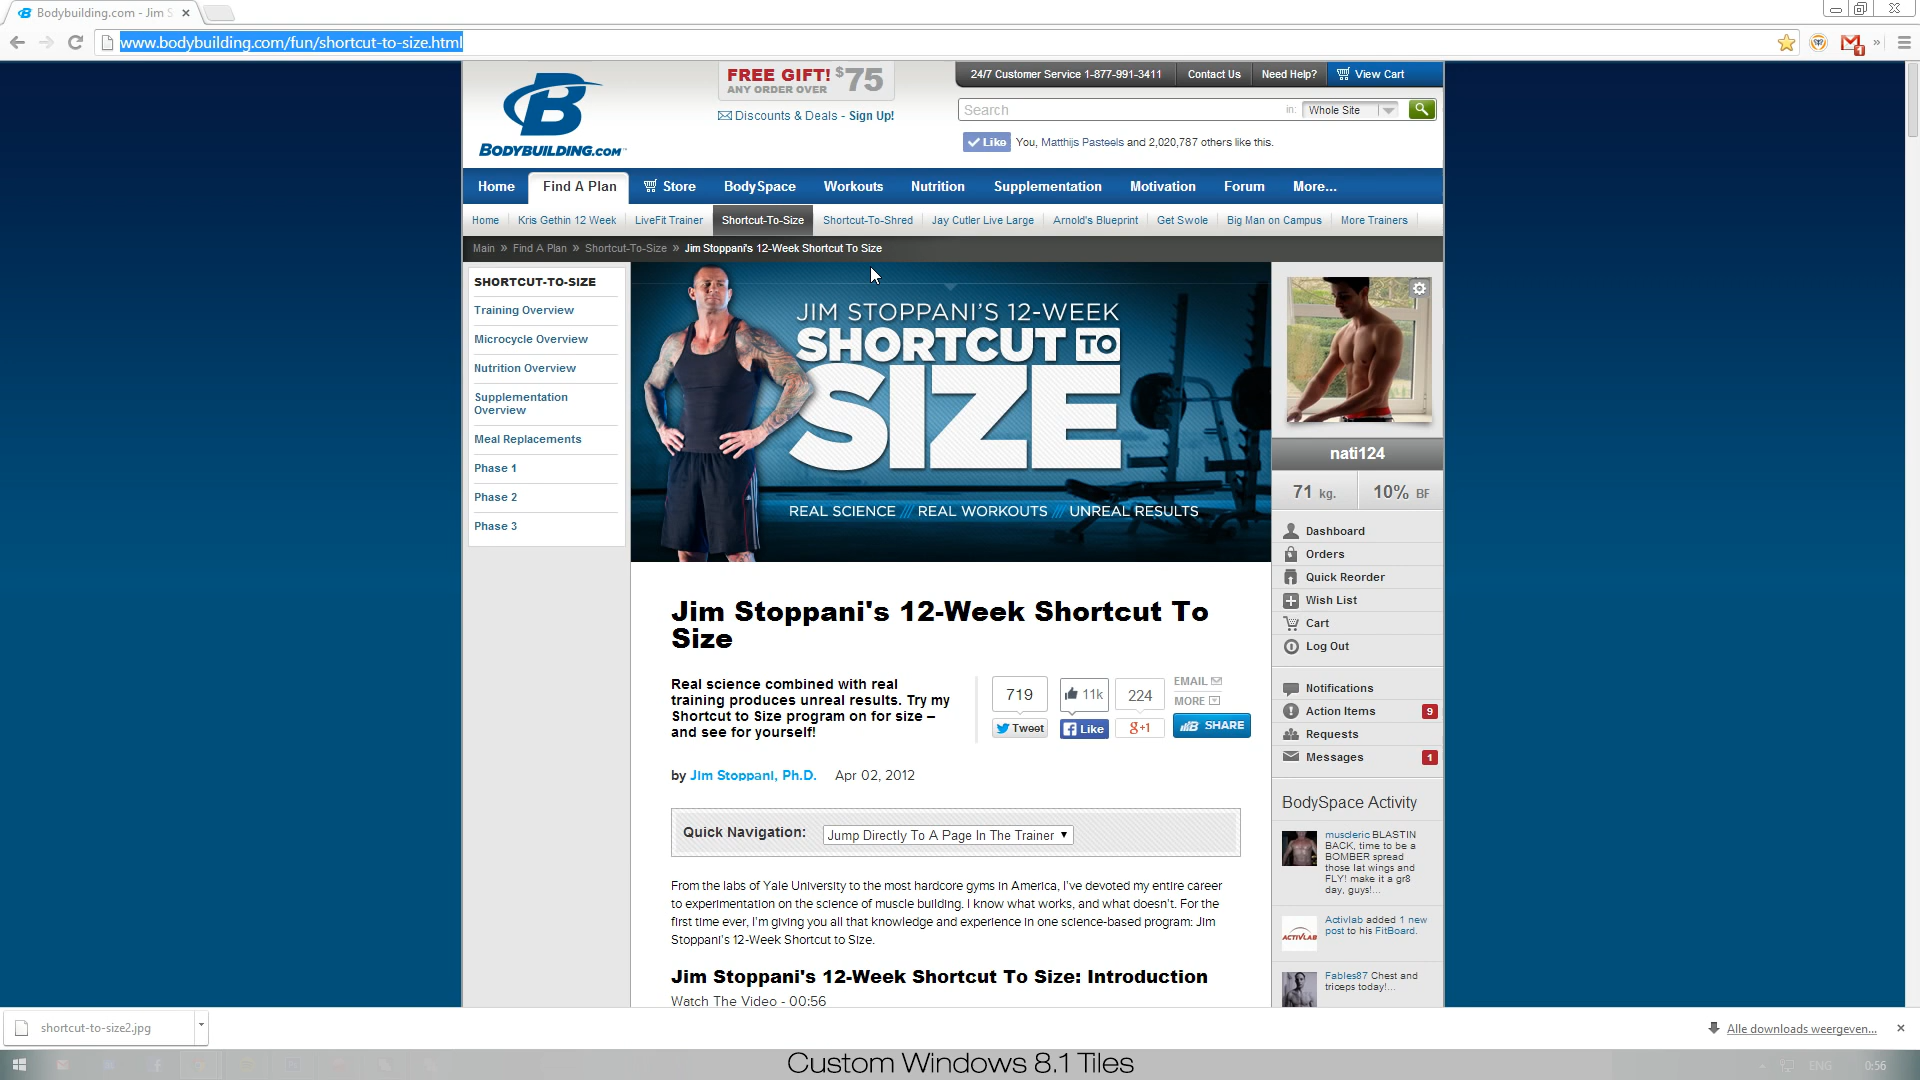 Bodybuilding.com - Jim S
www.bodybuilding.com/fun/shortcut-to-size.html
FREE GIFT! $75
ANY ORDER OVER
Discounts & Deals - Sign Up!
BODYBUILDING.COM
24/7 Customer Service 1-877-991-3411
Contact Us
Need Help?
View Cart
Search
in:
Whole Site
Like
You, Matthijs Pasteels and 2,020,787 others like this.
Home
Find A Plan
Store
BodySpace
Workouts
Nutrition
Supplementation
Motivation
Forum
More...
Home
Kris Gethin 12 Week
LiveFit Trainer
Shortcut-To-Size
Shortcut-To-Shred
Jay Cutler Live Large
Arnold's Blueprint
Get Swole
Big Man on Campus
More Trainers
Main » Find A Plan » Shortcut-To-Size » Jim Stoppani's 12-Week Shortcut To Size
SHORTCUT-TO-SIZE
Training Overview
Microcycle Overview
Nutrition Overview
Supplementation
Overview
Meal Replacements
Phase 1
Phase 2
Phase 3
JIM STOPPANI'S 12-WEEK
SHORTCUT TO
SIZE
REAL SCIENCE /// REAL WORKOUTS /// UNREAL RESULTS
nati124
71 kg.
10% BF
Dashboard
Orders
Quick Reorder
Wish List
Cart
Log Out
Notifications
Action Items 9
Requests
Messages 1
BodySpace Activity
muscleric BLASTIN
BACK, time to be a
BOMBER spread
those lat wings and
FLY! make it a gr8
day, guys!...
ACTIVLAB
Activlab added 1 new
post to his FitBoard.
Fables87 Chest and
triceps today!...
Jim Stoppani's 12-Week Shortcut To
Size
Real science combined with real
training produces unreal results. Try my
Shortcut to Size program on for size –
and see for yourself!
719
Tweet
11k
Like
224
g+1
EMAIL
MORE
SHARE
by Jim Stoppani, Ph.D. Apr 02, 2012
Quick Navigation:
Jump Directly To A Page In The Trainer
From the labs of Yale University to the most hardcore gyms in America, I've devoted my entire career
to experimentation on the science of muscle building. I know what works, and what doesn't. For the
first time ever, I'm giving you all that knowledge and experience in one science-based program: Jim
Stoppani's 12-Week Shortcut to Size.
Jim Stoppani's 12-Week Shortcut To Size: Introduction
Watch The Video - 00:56
shortcut-to-size2.jpg
Alle downloads weergeven...
Custom Windows 8.1 Tiles
ENG
0:56